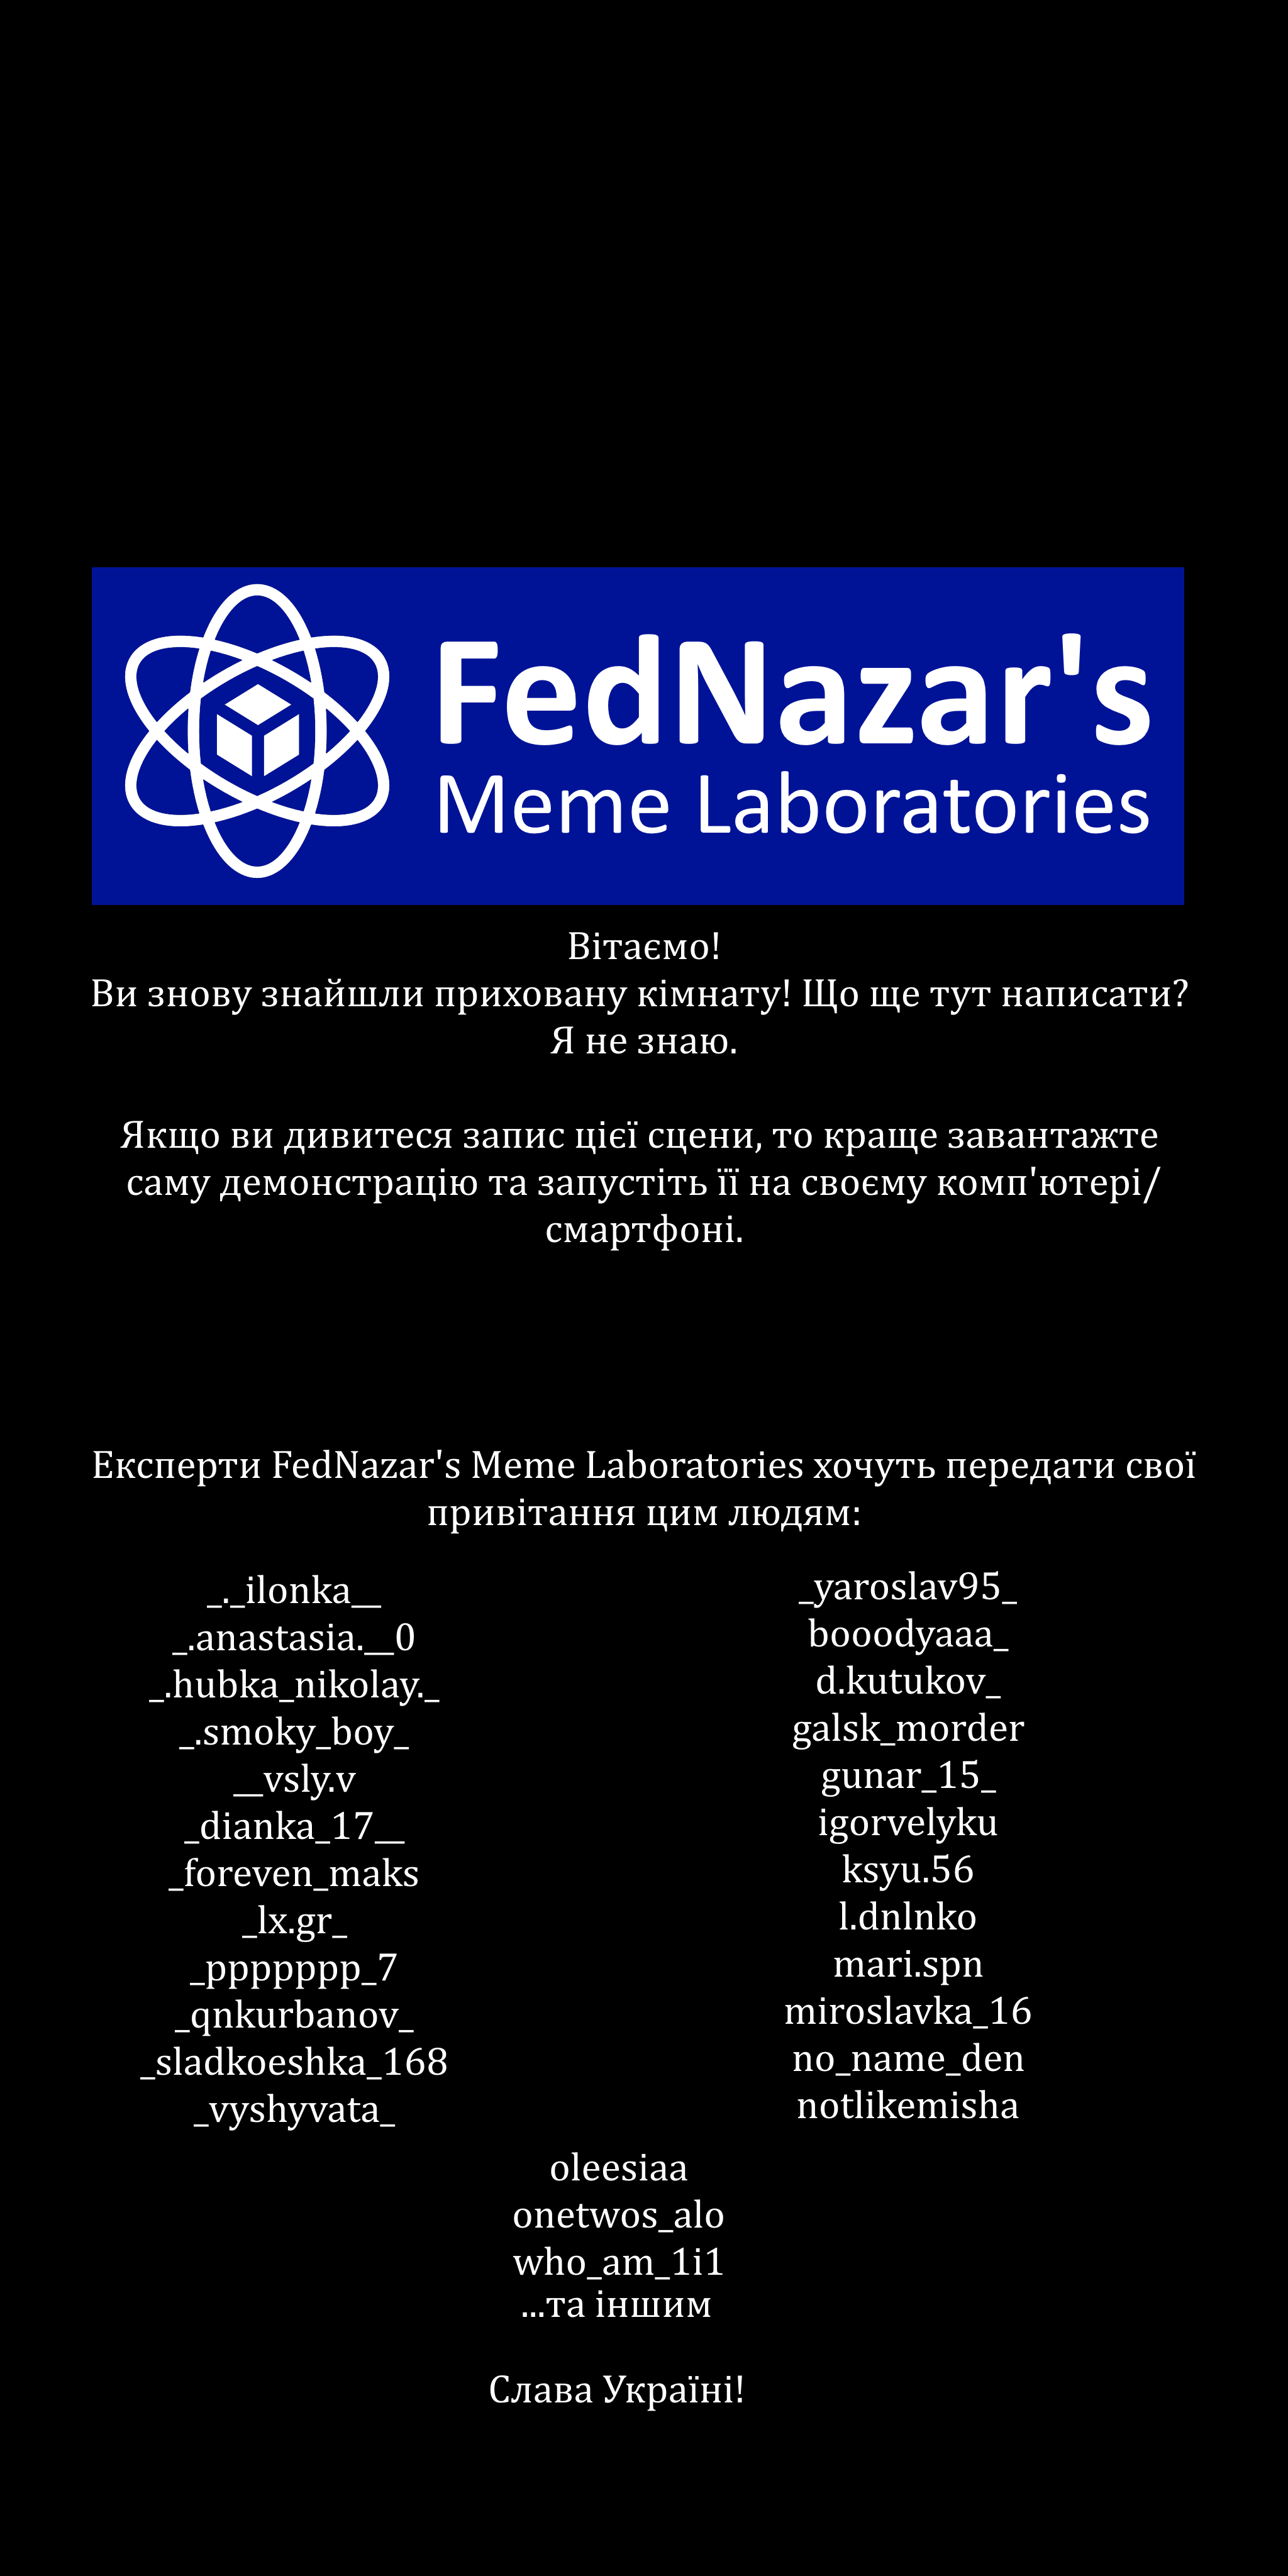 FedNazar's
Meme Laboratories
Вітаємо!
Ви знову знайшли приховану кімнату! Що ще тут написати?
Я не знаю.
Якщо ви дивитеся запис цієї сцени, то краще завантажте
саму демонстрацію та запустіть її на своєму комп'ютері/
смартфоні.
Експерти FedNazar's Meme Laboratories хочуть передати свої
привітання цим людям:
_._ilonka__
_.anastasia.__0
_.hubka_nikolay._
_.smoky_boy_
__vsly.v
_dianka_17__
_foreven_maks
_lx.gr_
_ppppppp_7
_qnkurbanov_
_sladkoeshka_168
_vyshyvata_
_yaroslav95_
booodyaaa_
d.kutukov_
galsk_morder
gunar_15_
igorvelyku
ksyu.56
l.dnlnko
mari.spn
miroslavka_16
no_name_den
notlikemisha
oleesiaa
onetwos_alo
who_am_1i1
...та іншим
Слава Україні!